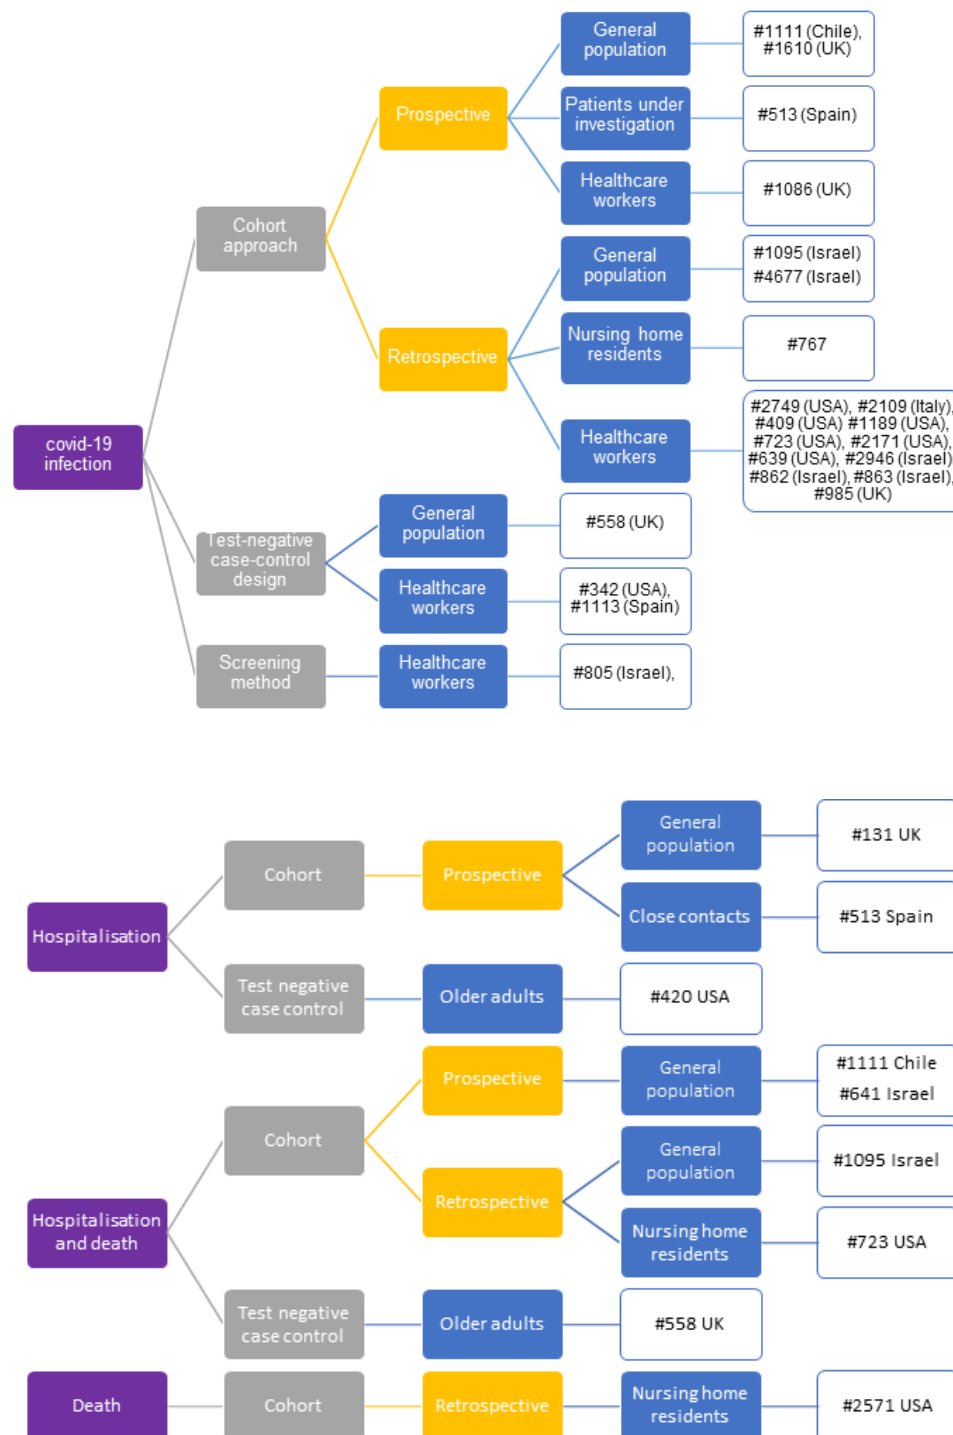 General
population
#1111 (Chile),
#1610 (UK)
Prospective
Patients under
investigation
#513 (Spain)
Healthcare
workers
#1086 (UK)
Cohort
approach
General
population
#1095 (Israel)
#4677 (Israel)
Retrospective
Nursing home
residents
#767
Healthcare
workers
#2749 (USA), #2109 (Italy),
#409 (USA) #1189 (USA),
#723 (USA), #2171 (USA),
#639 (USA), #2946 (Israel)
#862 (Israel), #863 (Israel),
#985 (UK)
covid-19
infection
Test-negative
case-control
design
General
population
#558 (UK)
Healthcare
workers
#342 (USA),
#1113 (Spain)
Screening
method
Healthcare
workers
#805 (Israel),
Hospitalisation
Cohort
Prospective
General
population
#131 UK
Close contacts
#513 Spain
Test negative
case control
Older adults
#420 USA
Hospitalisation
and death
Cohort
Prospective
General
population
#1111 Chile
#641 Israel
Retrospective
General
population
#1095 Israel
Nursing home
residents
#723 USA
Test negative
case control
Older adults
#558 UK
Death
Cohort
Retrospective
Nursing home
residents
#2571 USA